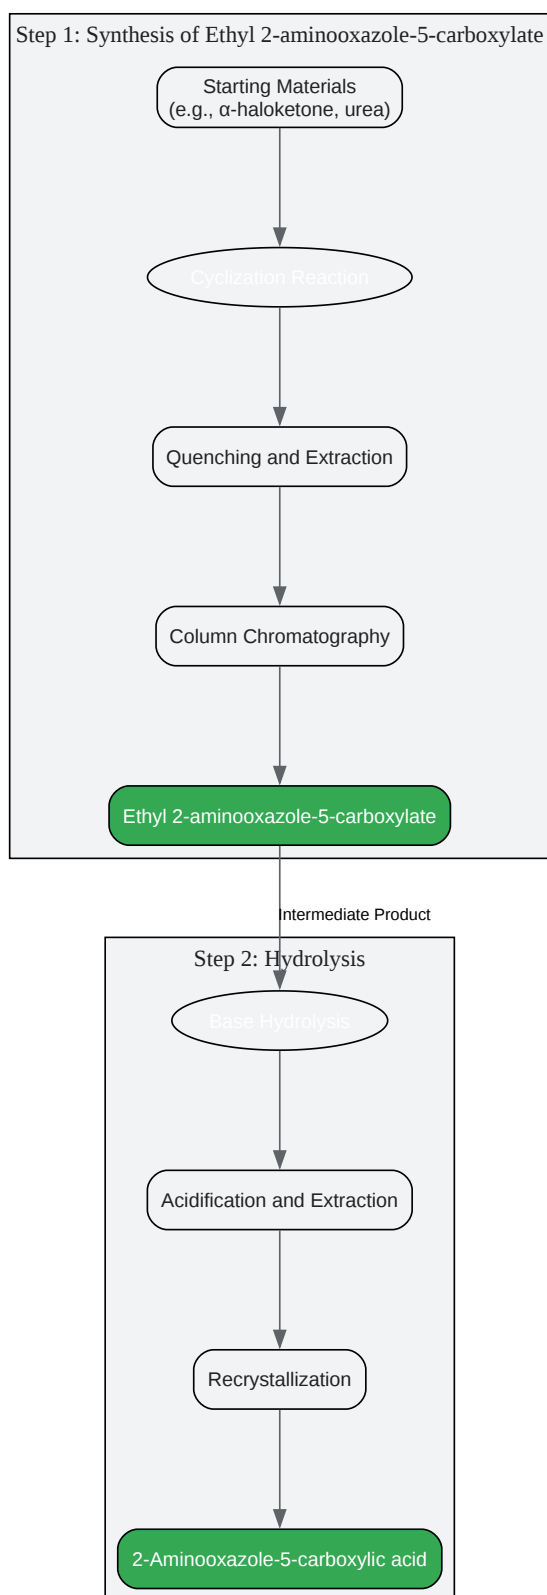 Step 1: Synthesis of Ethyl 2-aminooxazole-5-carboxylate
Starting Materials
(e.g., α-haloketone, urea)
Cyclization Reaction
Quenching and Extraction
Column Chromatography
Ethyl 2-aminooxazole-5-carboxylate
Intermediate Product
Step 2: Hydrolysis
Base Hydrolysis
Acidification and Extraction
Recrystallization
2-Aminooxazole-5-carboxylic acid